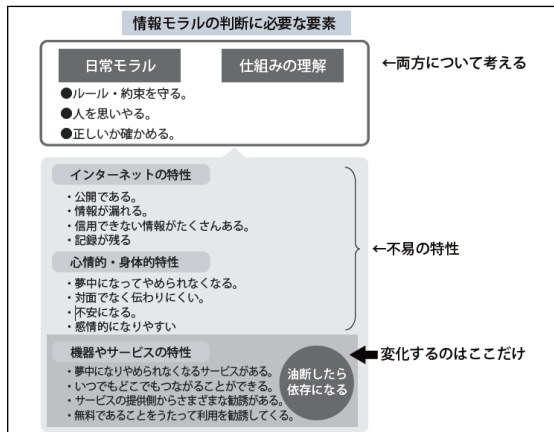 情報モラルの判断に必要な要素
日常モラル
仕組みの理解
←両方について考える
●ルール・約束を守る。
●人を思いやる。
●正しいか確かめる。
インターネットの特性
・公開である。
・情報が漏れる。
・信用できない情報がたくさんある。
・記録が残る
心情的・身体的特性
・夢中になってやめられなくなる。
・対面でなく伝わりにくい。
・不安になる。
・感情的になりやすい
←不易の特性
機器やサービスの特性
・夢中になりやめられなくなるサービスがある。
・いつでもどこでもつながることができる。
・サービスの提供側からさまざまな勧誘がある。
・無料であることをうたって利用を勧誘してくる。
油断したら
依存になる
←変化するのはここだけ